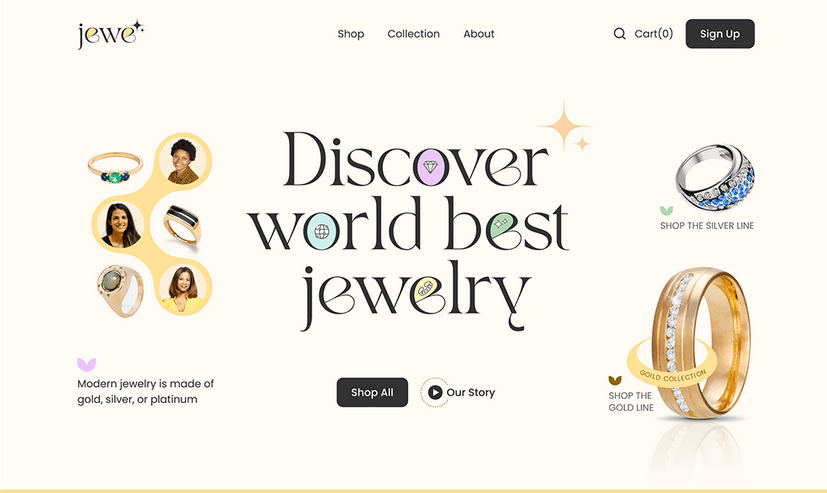 jewe
Shop
Collection
About
Cart(0)
Sign Up
Discover
world best
jewelry
SHOP THE SILVER LINE
GOILD COLLECTION
SHOP THE
GOLD LINE
Modern jewelry is made of
gold, silver, or platinum
Shop All
Our Story